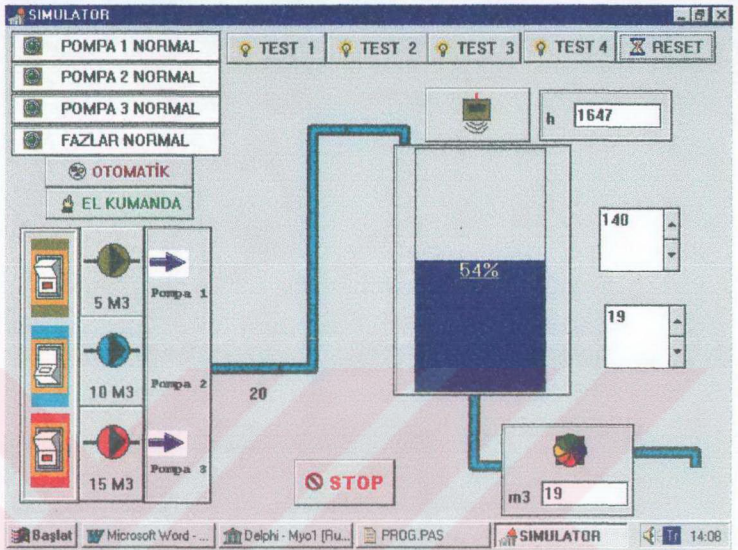 SIMULATOR
POMPA 1 NORMAL
POMPA 2 NORMAL
POMPA 3 NORMAL
FAZLAR NORMAL
TEST 1
TEST 2
TEST 3
TEST 4
RESET
OTOMATİK
EL KUMANDA
h 1647
140
54%
19
5 M3
Pompa 1
10 M3
Pompa 2
20
15 M3
Pompa 3
STOP
m3 19
Başlat
Microsoft Word - ...
Delphi - Myo1 [Ru...
PROG.PAS
SIMULATOR
Tr
14:08